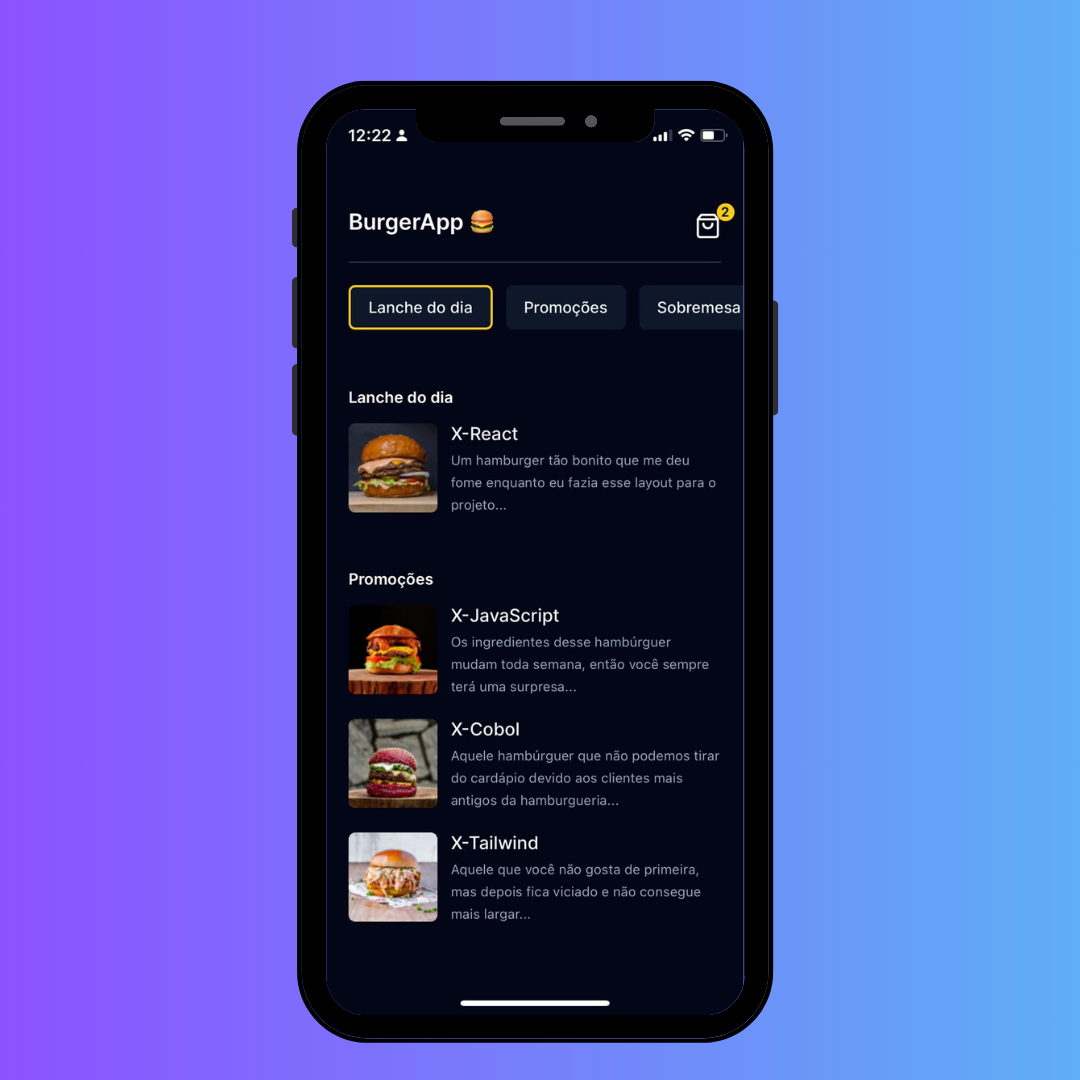 12:22
BurgerApp 🍔
2
Lanche do dia
Promoções
Sobremesa
Lanche do dia
X-React
Um hamburger tão bonito que me deu
fome enquanto eu fazia esse layout para o
projeto...
Promoções
X-JavaScript
Os ingredientes desse hambúrguer
mudam toda semana, então você sempre
terá uma surpresa...
X-Cobol
Aquele hambúrguer que não podemos tirar
do cardápio devido aos clientes mais
antigos da hamburgueria...
X-Tailwind
Aquele que você não gosta de primeira,
mas depois fica viciado e não consegue
mais largar...